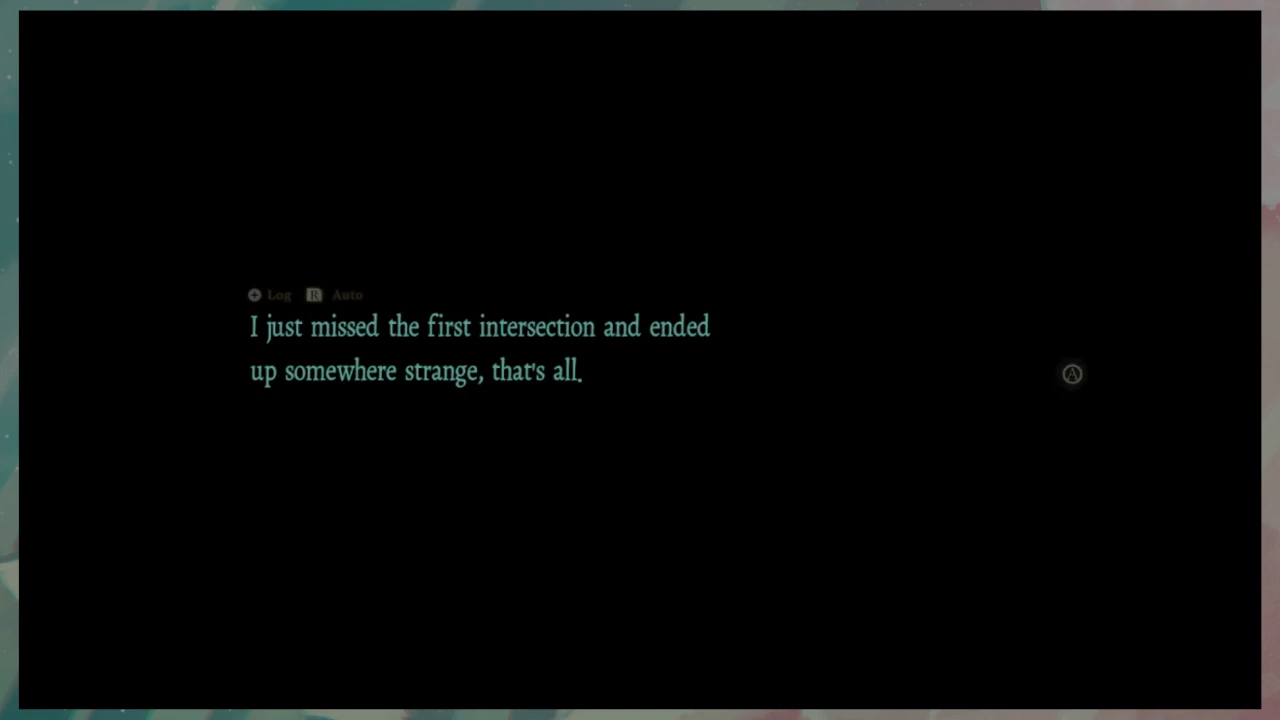 + Log R Auto
I just missed the first intersection and ended
up somewhere strange, that's all.
A